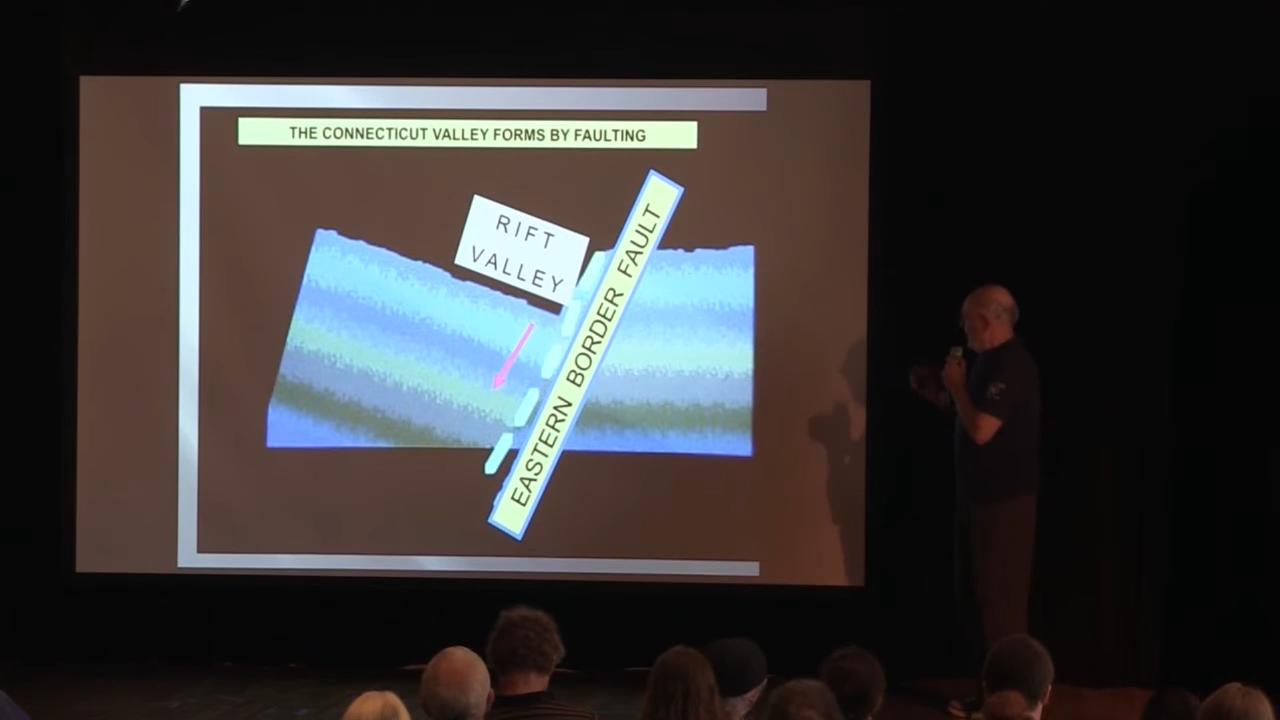 THE CONNECTICUT VALLEY FORMS BY FAULTING
RIFT
VALLEY
EASTERN BORDER FAULT